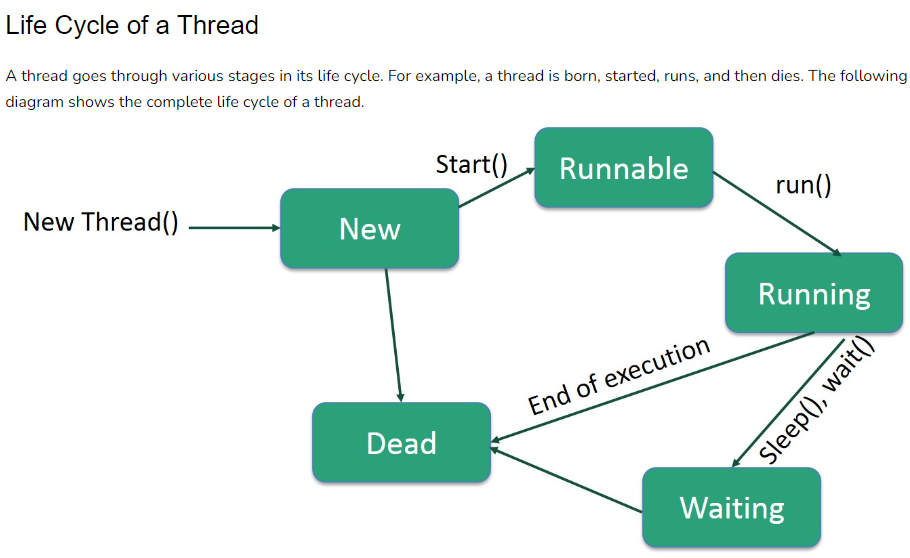 Life Cycle of a Thread
A thread goes through various stages in its life cycle. For example, a thread is born, started, runs, and then dies. The following
diagram shows the complete life cycle of a thread.
Start()
Runnable
run()
New Thread()
New
Running
End of execution
Sleep(), wait()
Dead
Waiting